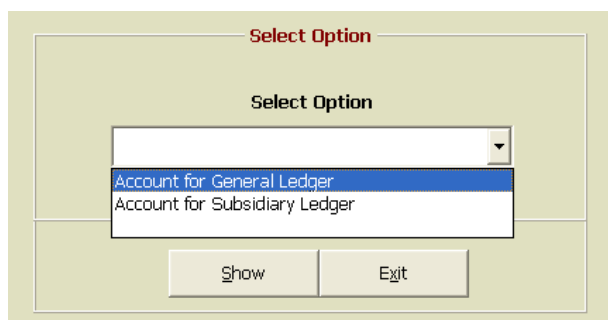 Select Option
Select Option
Account for General Ledger
Account for Subsidiary Ledger
Show Exit